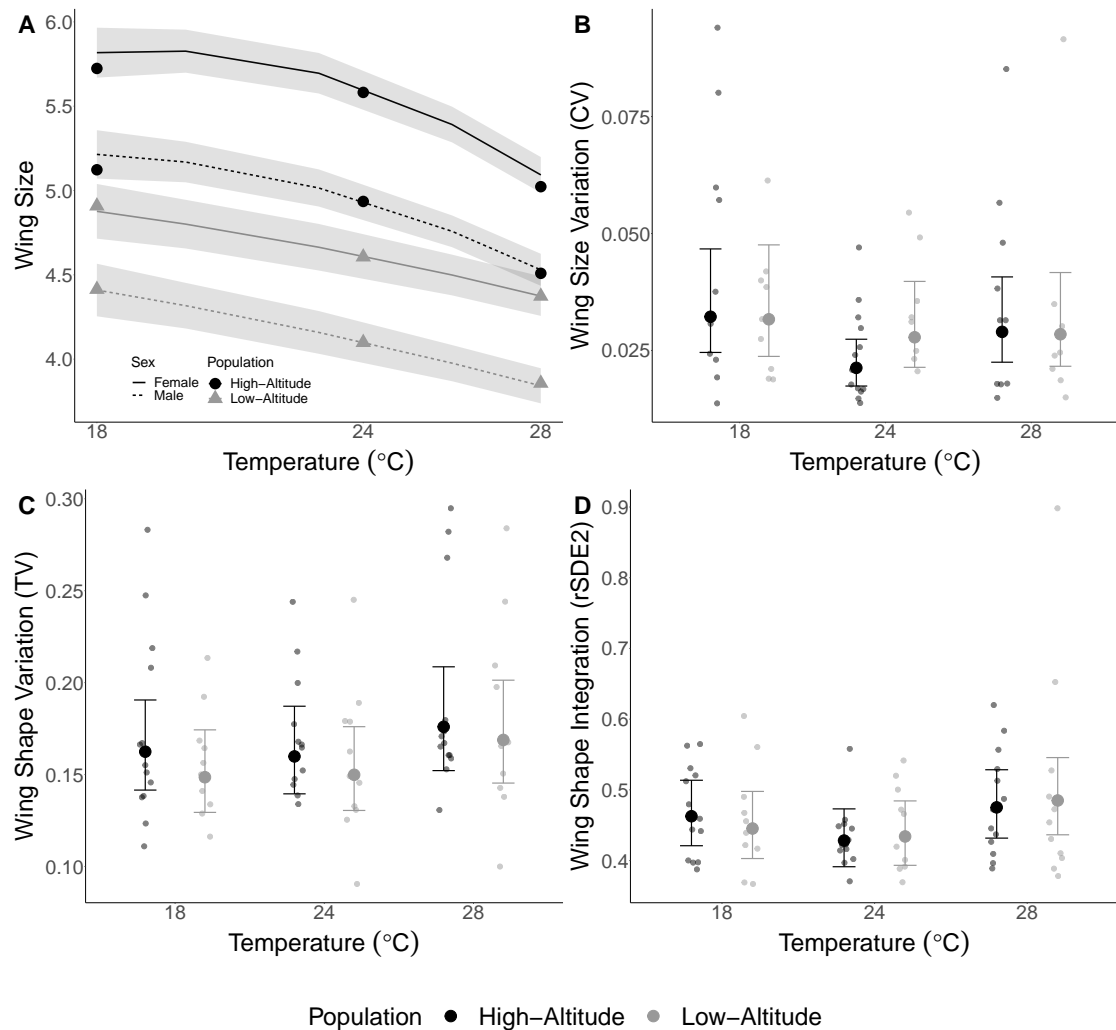 A
Wing Size
6.0
5.5
5.0
4.5
4.0
Sex
Female
Male
Population
High−Altitude
Low−Altitude
18
24
28
Temperature (°C)
B
Wing Size Variation (CV)
0.075
0.050
0.025
18
24
28
Temperature (°C)
C
Wing Shape Variation (TV)
0.30
0.25
0.20
0.15
0.10
18
24
28
Temperature (°C)
D
Wing Shape Integration (rSDE2)
0.9
0.8
0.7
0.6
0.5
0.4
18
24
28
Temperature (°C)
Population High−Altitude Low−Altitude